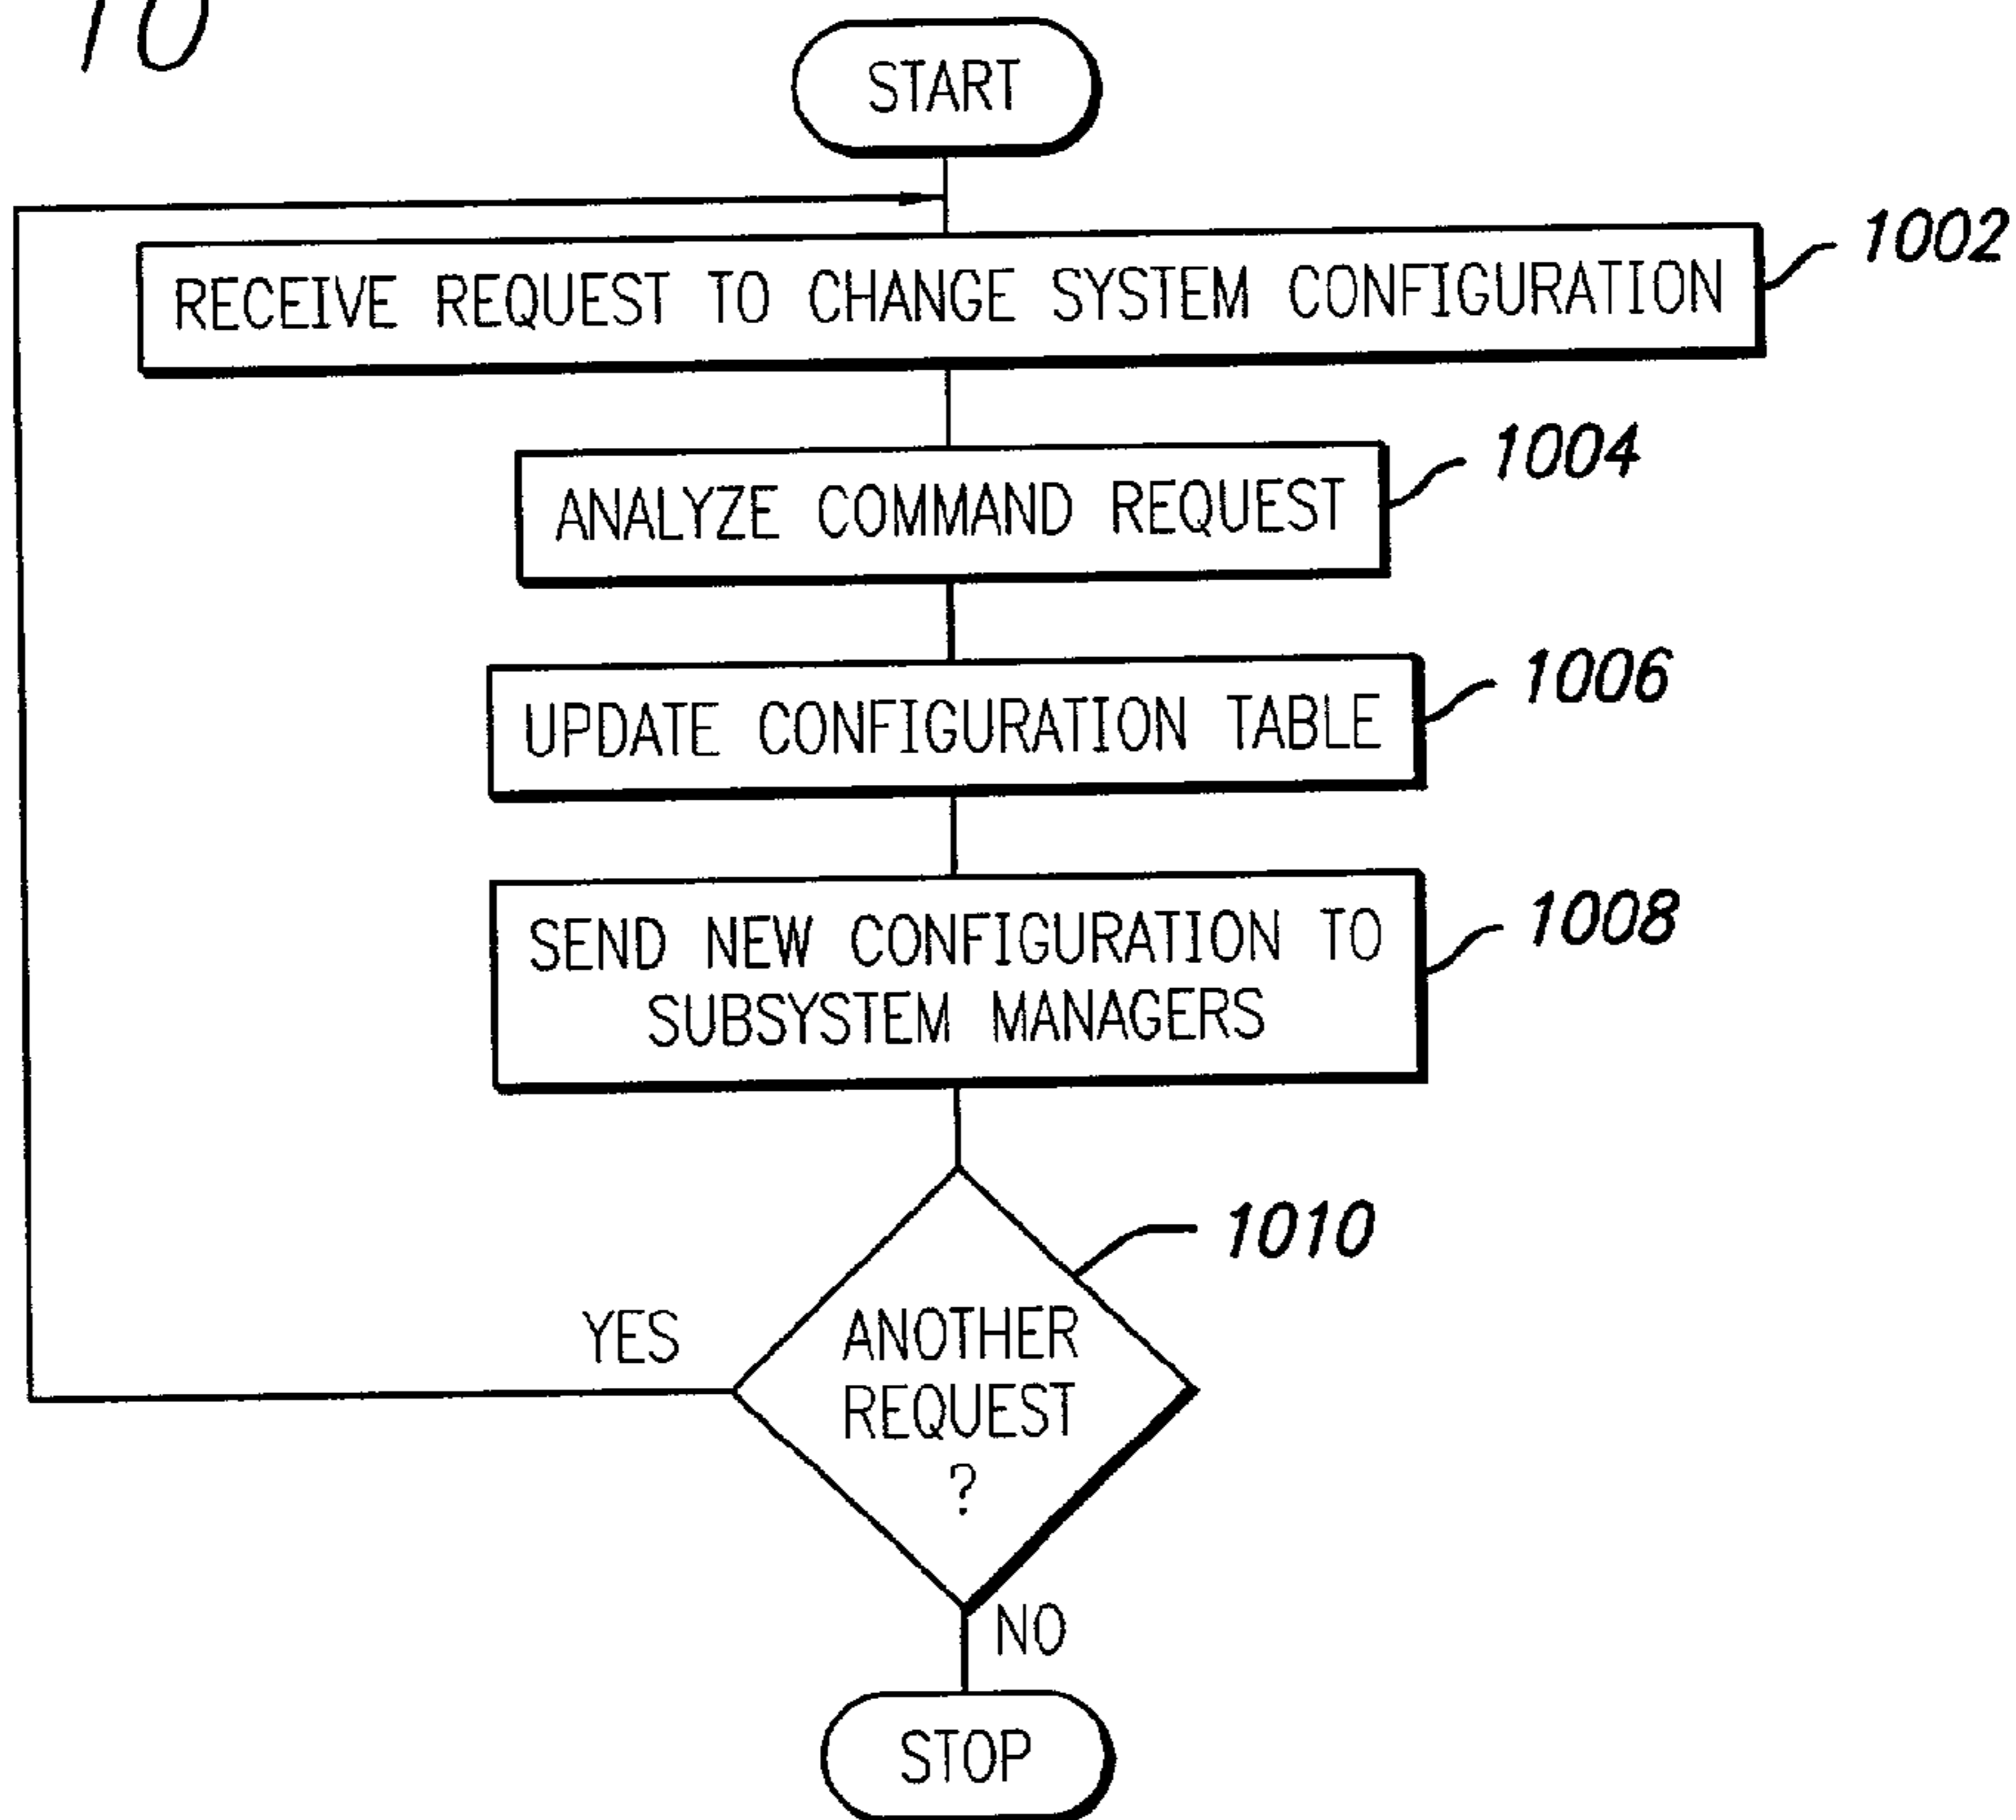 10
START
RECEIVE REQUEST TO CHANGE SYSTEM CONFIGURATION
1002
ANALYZE COMMAND REQUEST
1004
UPDATE CONFIGURATION TABLE
1006
SEND NEW CONFIGURATION TO
SUBSYSTEM MANAGERS
1008
1010
YES
ANOTHER
REQUEST
?
NO
STOP